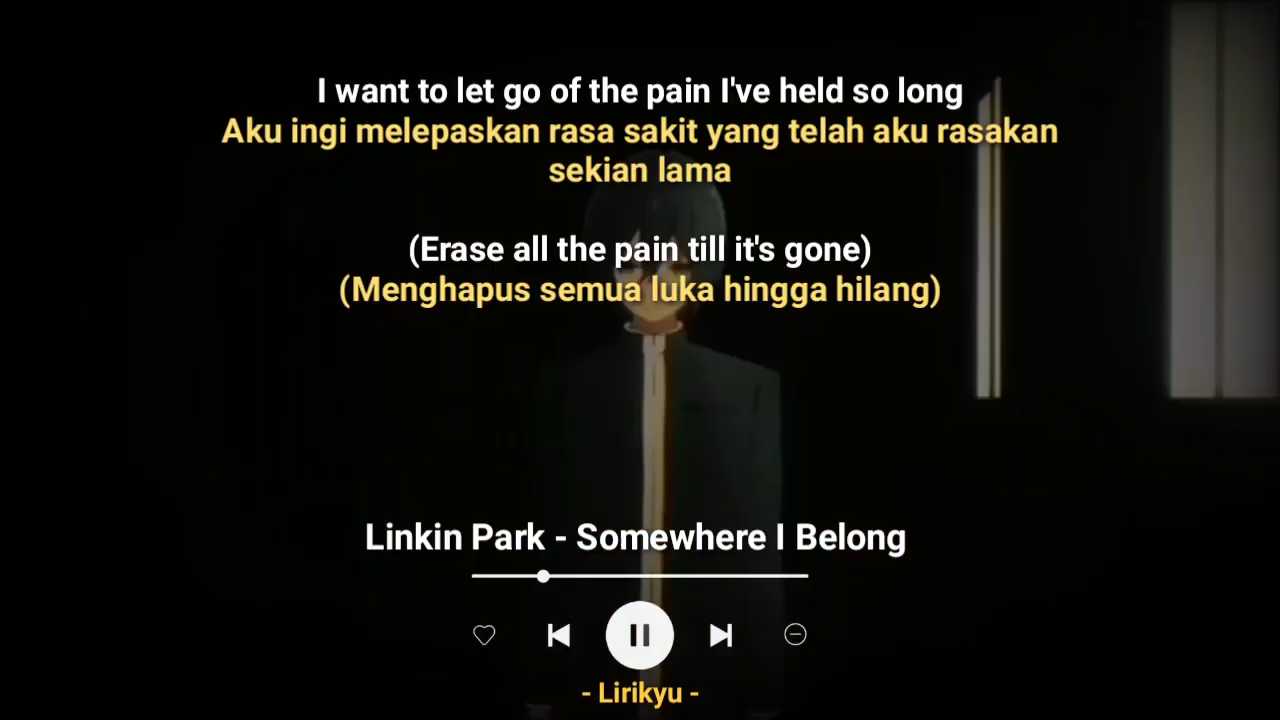 I want to let go of the pain I've held so long
Aku ingi melepaskan rasa sakit yang telah aku rasakan
sekian lama
(Erase all the pain till it's gone)
(Menghapus semua luka hingga hilang)
Linkin Park - Somewhere I Belong
- Lirikyu -